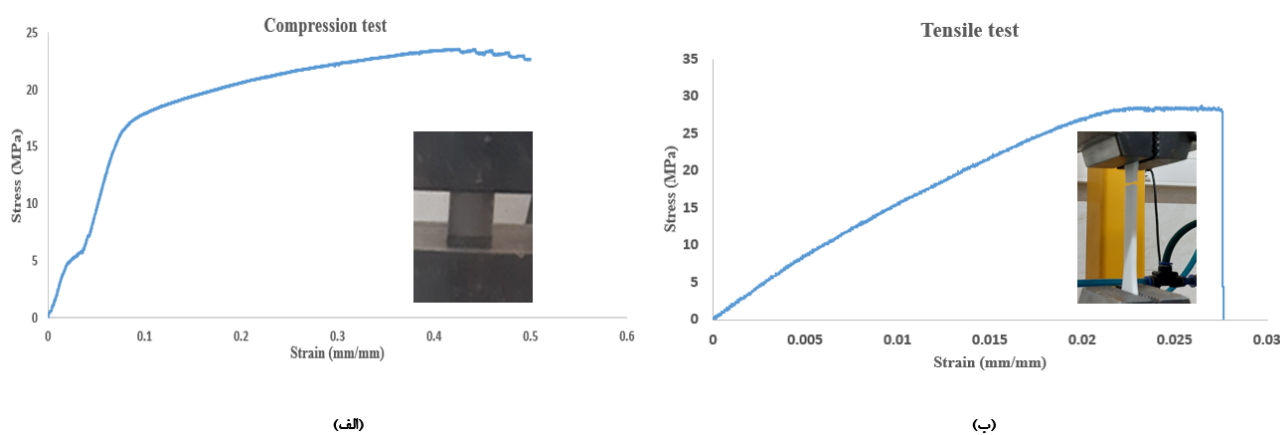 Compression test
25
20
15
10
5
0
Stress (MPa)
0 0.1 0.2 0.3 0.4 0.5 0.6
Strain (mm/mm)
(الف)
Tensile test
35
30
25
20
15
10
5
0
Stress (MPa)
0 0.005 0.01 0.015 0.02 0.025 0.03
Strain (mm/mm)
(ب)